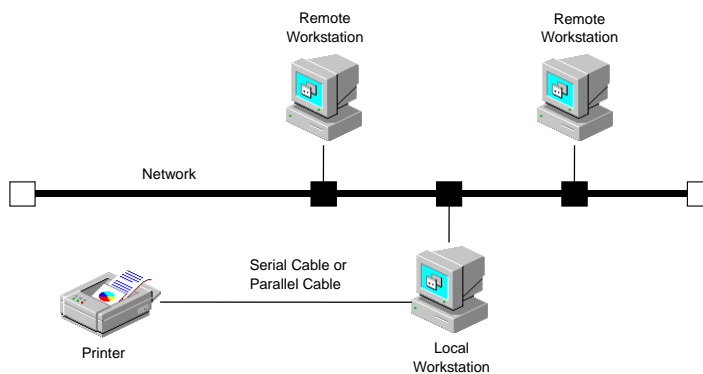 Remote
Workstation
Remote
Workstation
Network
Serial Cable or
Parallel Cable
Printer
Local
Workstation